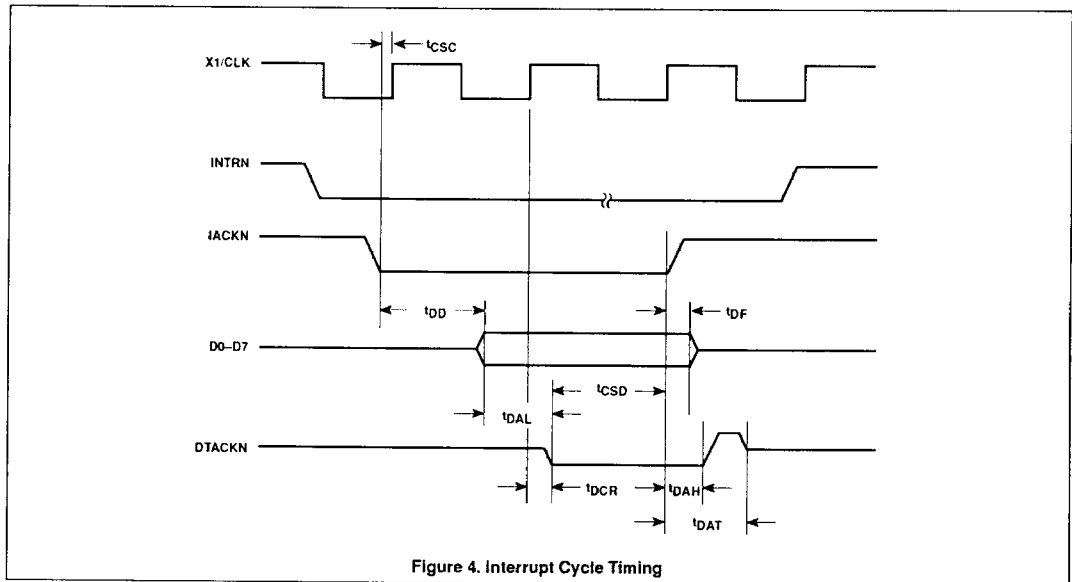 tCSC
X1/CLK
INTRN
IACKN
tDD
tDF
D0–D7
tCSD
tDAL
DTACKN
tDCR
tDAH
tDAT
Figure 4. Interrupt Cycle Timing